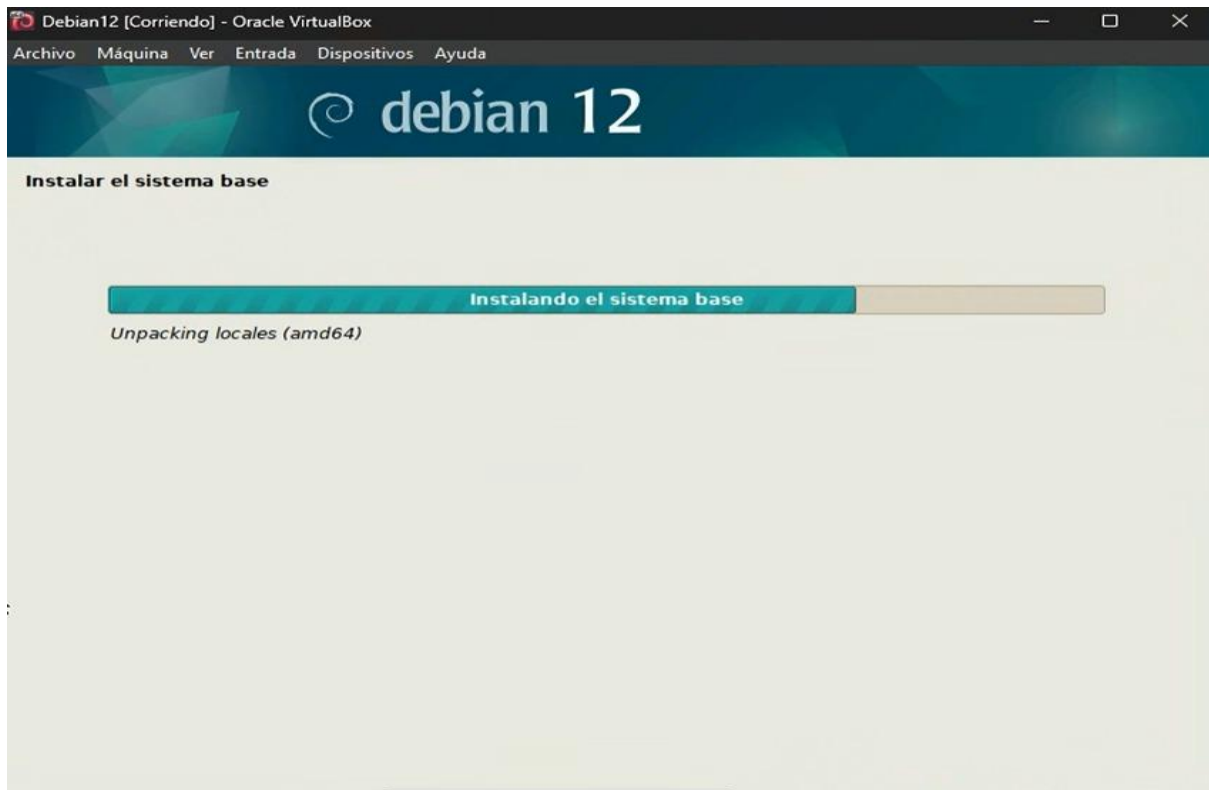 Debian12 [Corriendo] - Oracle VirtualBox
Archivo Máquina Ver Entrada Dispositivos Ayuda
debian 12
Instalar el sistema base
Instalando el sistema base
Unpacking locales (amd64)